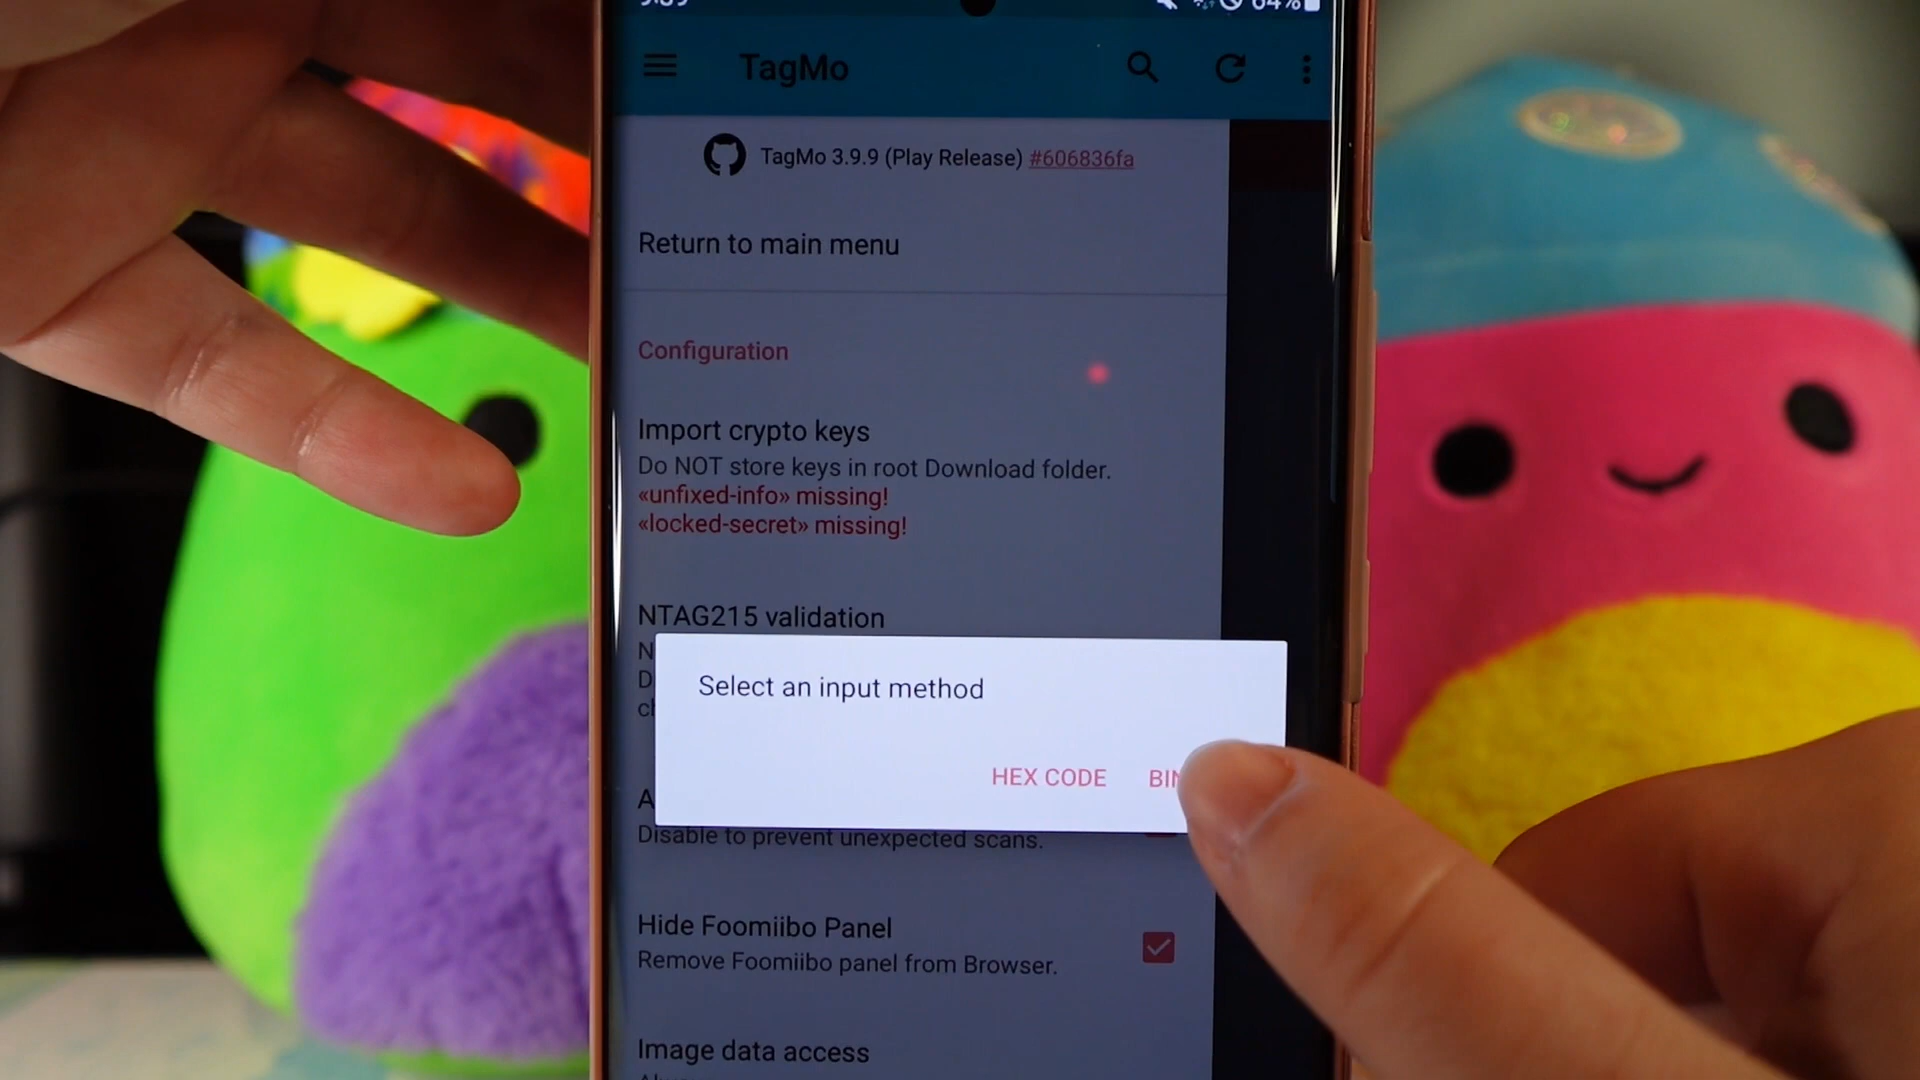 TagMo
TagMo 3.9.9 (Play Release) #606836fa
Return to main menu
Configuration
Import crypto keys
Do NOT store keys in root Download folder.
«unfixed-info» missing!
«locked-secret» missing!
NTAG215 validation
Select an input method
HEX CODE
Disable to prevent unexpected scans.
Hide Foomiibo Panel
Remove Foomiibo panel from Browser.
Image data access